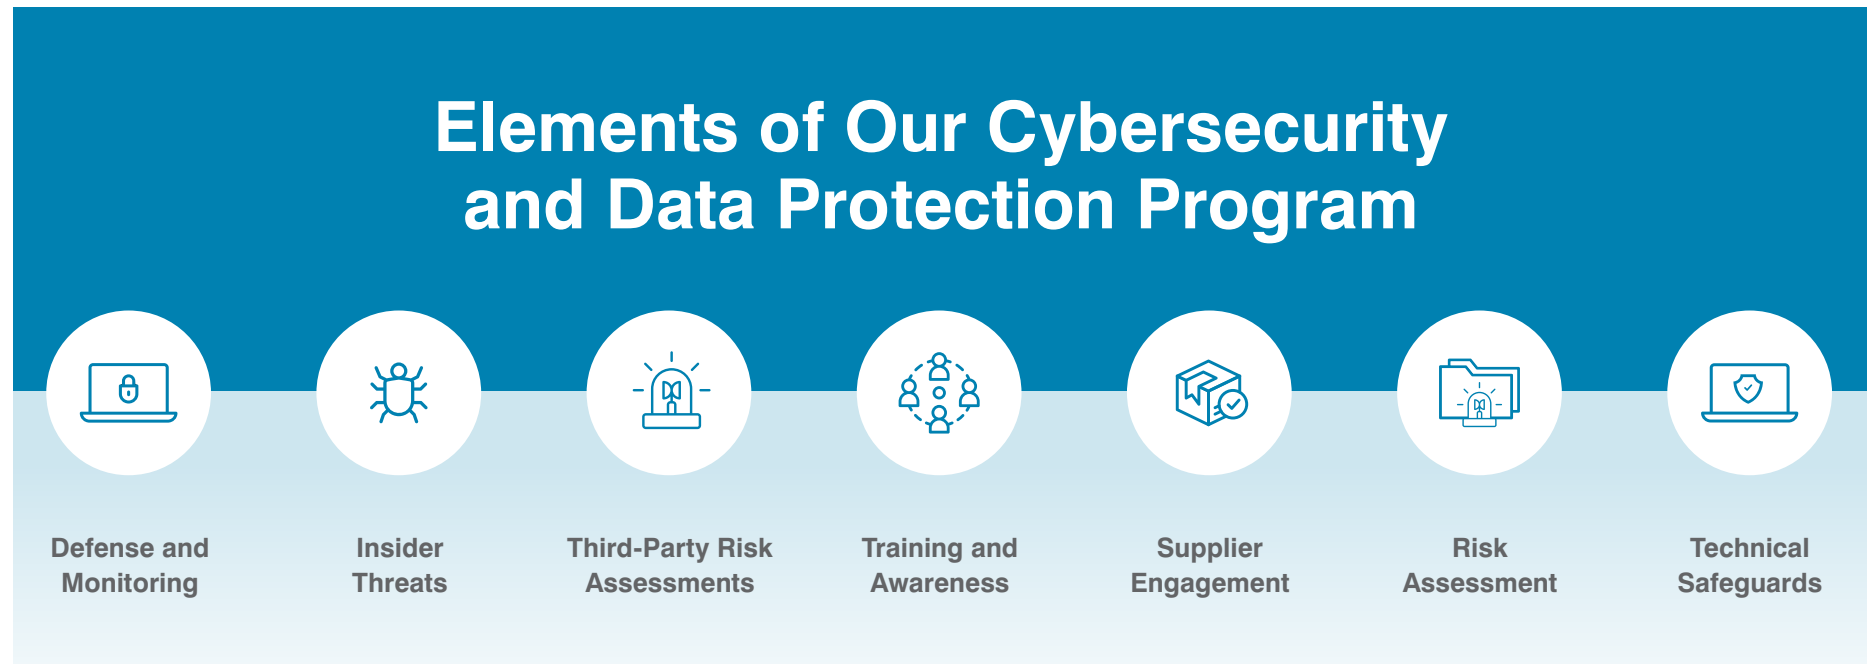 Elements of Our Cybersecurity
and Data Protection Program
Defense and
Monitoring
Insider
Threats
Third-Party Risk
Assessments
Training and
Awareness
Supplier
Engagement
Risk
Assessment
Technical
Safeguards